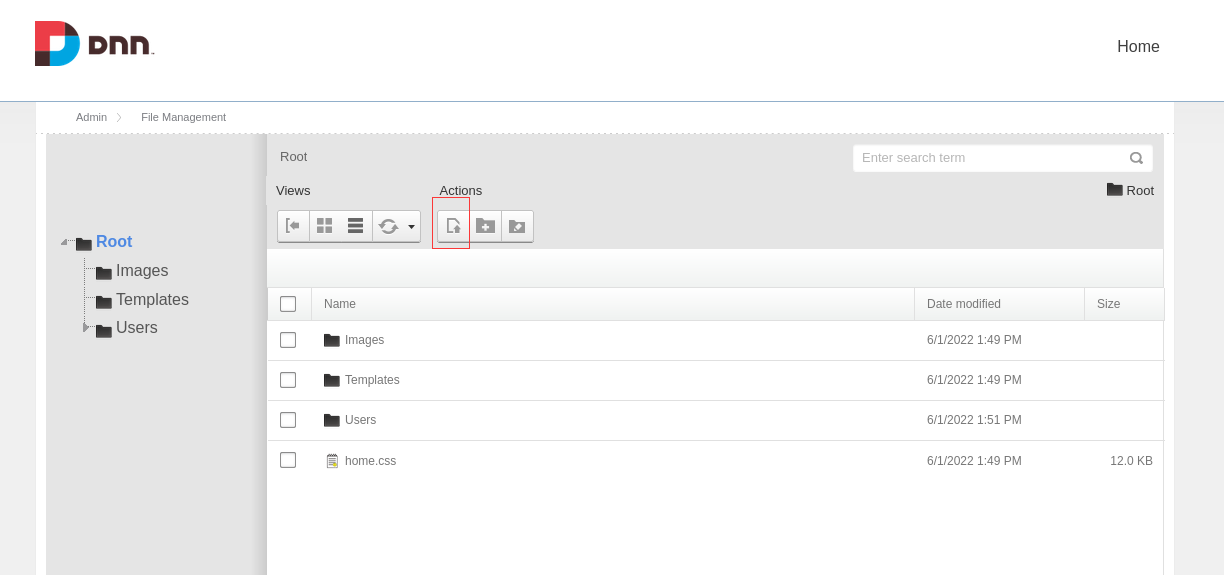 DNN
Home
Admin
File Management
Root
Enter search term
Views
Actions
Root
Root
Images
Templates
Users
Name
Date modified
Size
Images
6/1/2022 1:49 PM
Templates
6/1/2022 1:49 PM
Users
6/1/2022 1:51 PM
home.css
6/1/2022 1:49 PM
12.0 KB